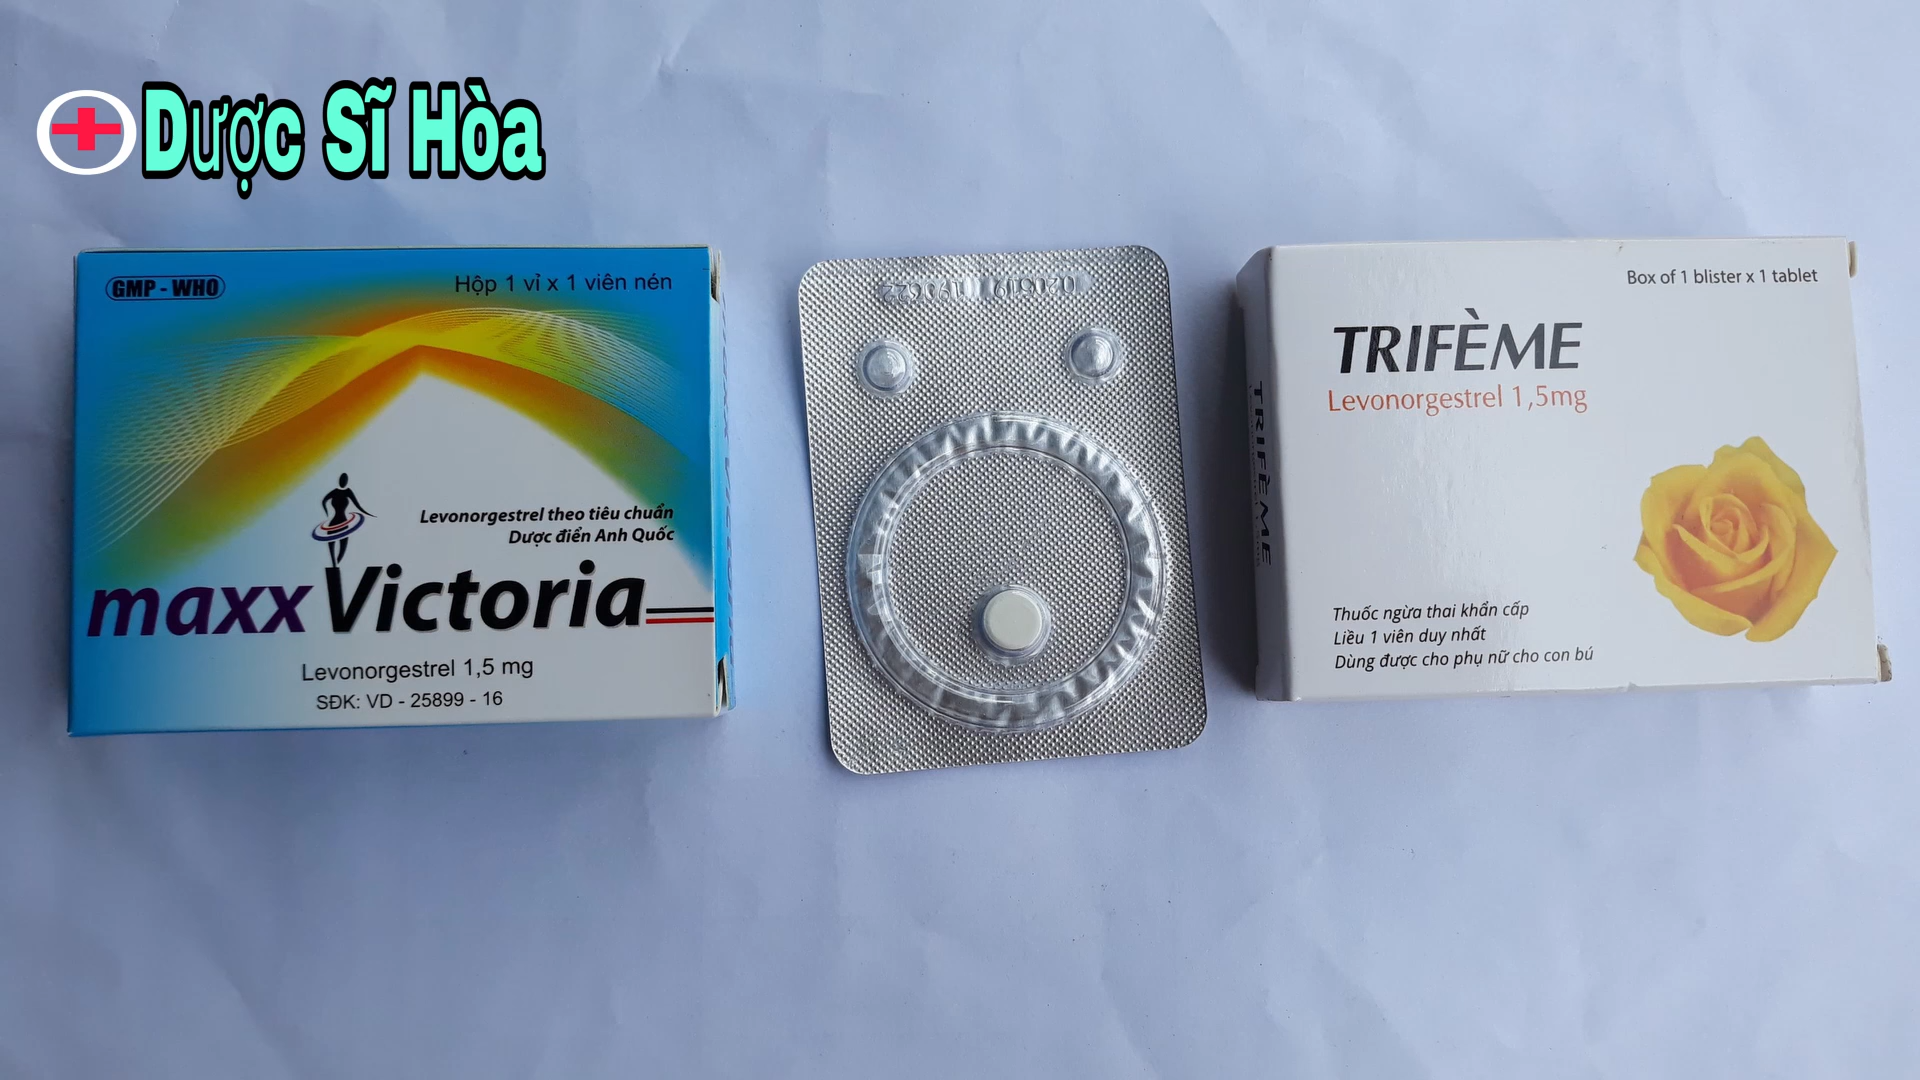 Dược Sĩ Hòa
GMP - WHO
Hộp 1 vỉ x 1 viên nén
Levonorgestrel theo tiêu chuẩn
Dược điển Anh Quốc
maxx Victoria
Levonorgestrel 1,5 mg
SĐK: VD - 25899 - 16
Box of 1 blister x 1 tablet
TRIFÈME
Levonorgestrel 1,5mg
TRIFÈME
Thuốc ngừa thai khẩn cấp
Liều 1 viên duy nhất
Dùng được cho phụ nữ cho con bú